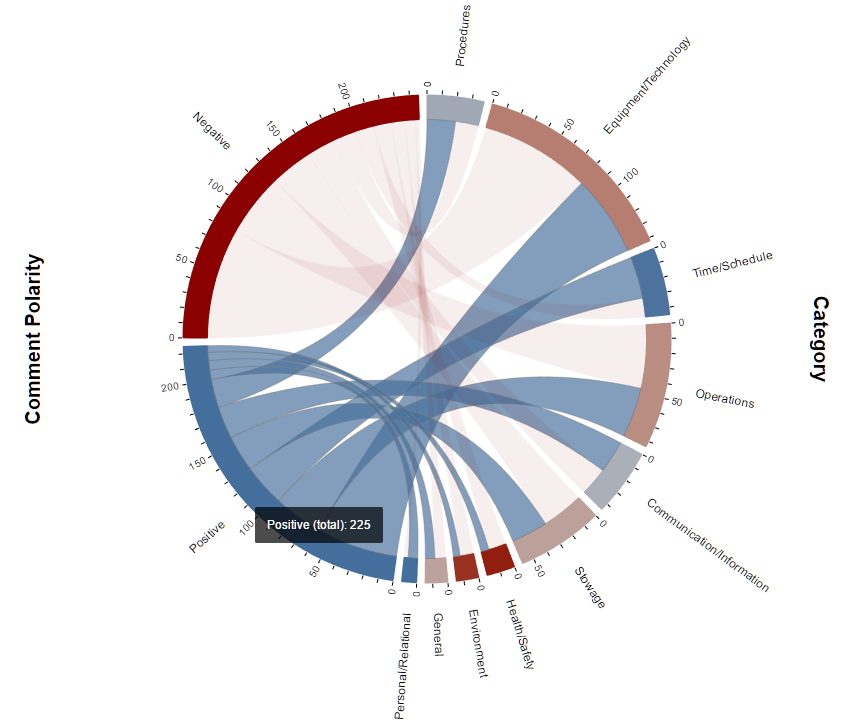 Comment Polarity
Category
Negative
0
50
100
150
200
Procedures
0
Equipment/Technology
0
50
100
Time/Schedule
0
Operations
0
50
Communication/Information
0
Stowage
0
50
Health/Safety
0
Environment
0
General
0
Personal/Relational
0
Positive
0
50
100
150
200
Positive (total): 225